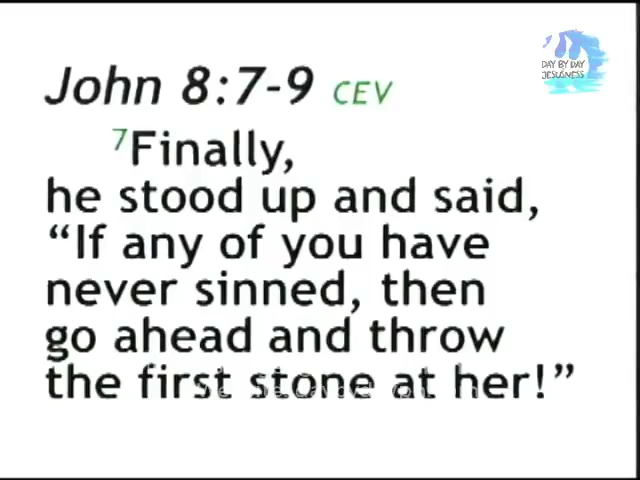 John 8:7-9 CEV
7Finally,
he stood up and said,
“If any of you have
never sinned, then
go ahead and throw
the first stone at her!”
DAY BY DAY
JESUSNESS